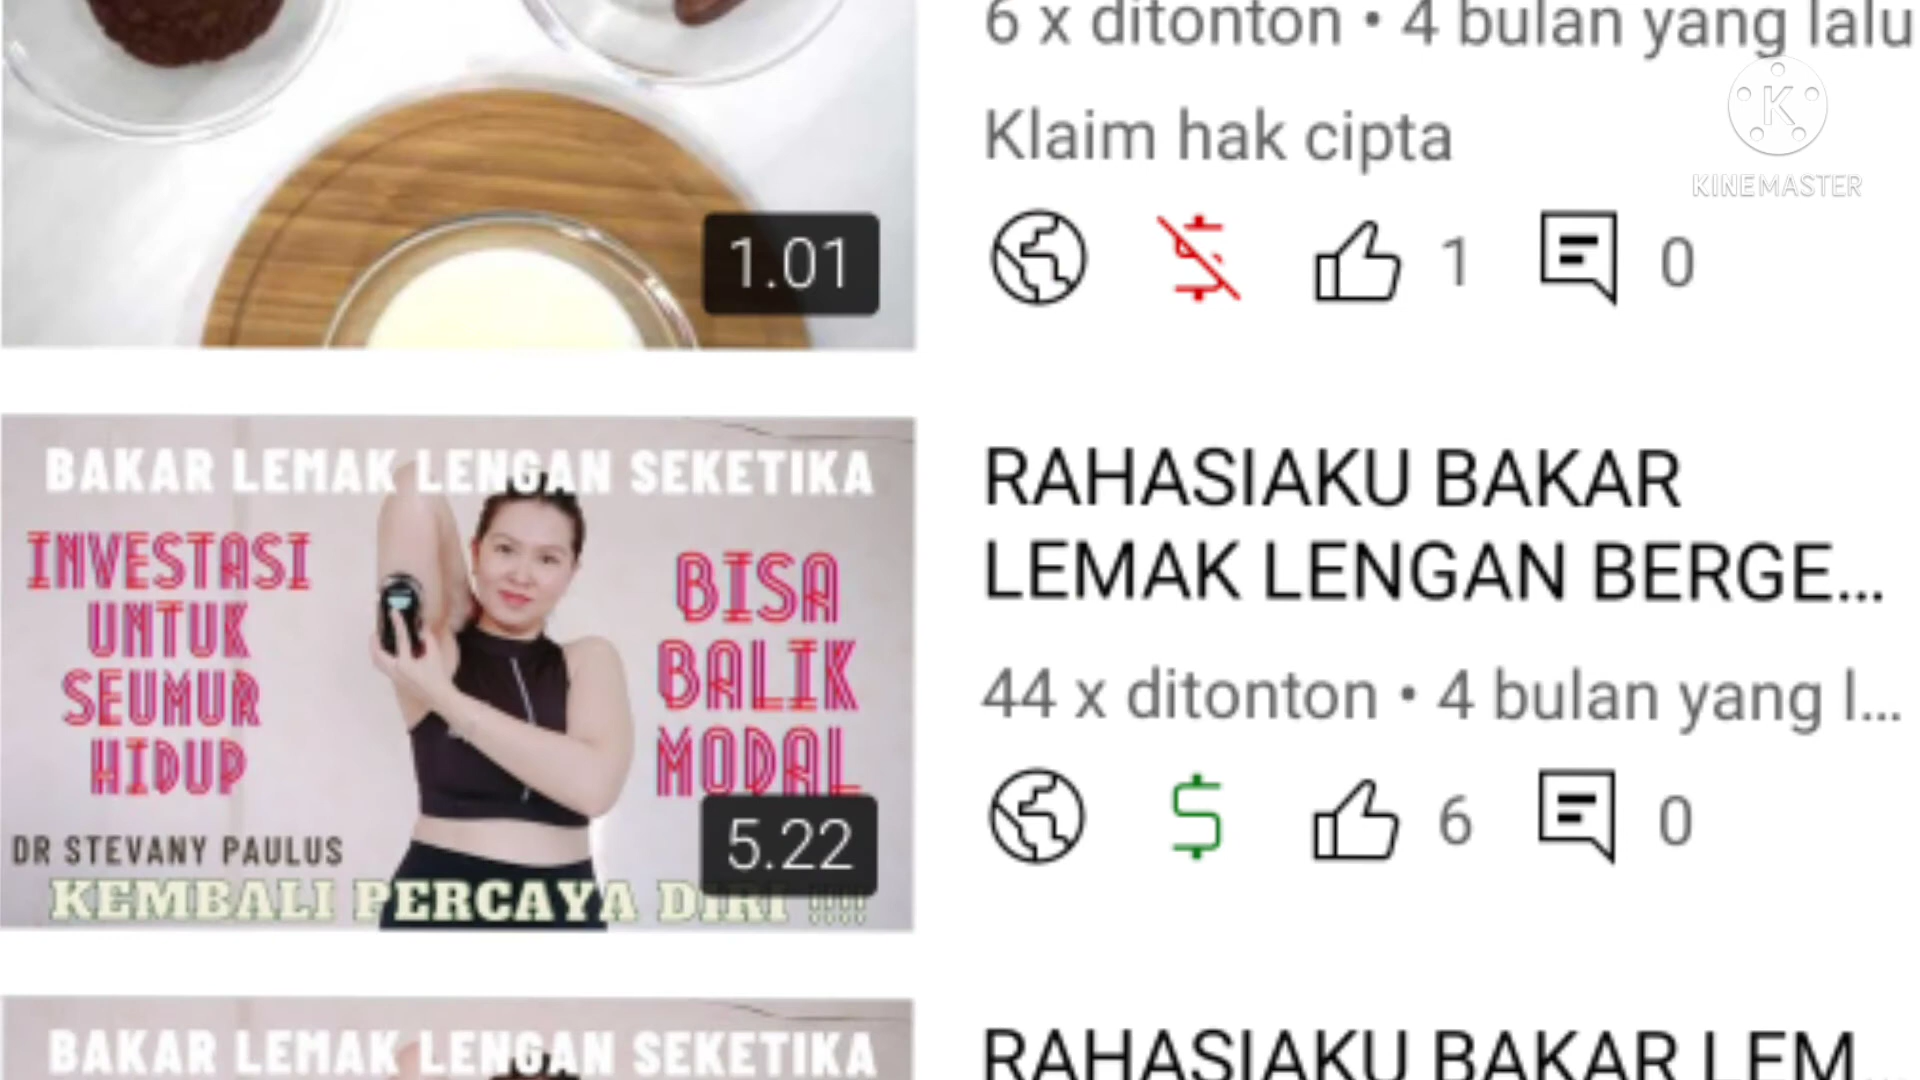 6 x ditonton • 4 bulan yang lalu
Klaim hak cipta
K
KINEMASTER
1.01
1
0
BAKAR LEMAK LENGAN SEKETIKA
INVESTASI
UNTUK
SEUMUR
HIDUP
BISA
BALIK
MODAL
DR STEVANY PAULUS
5.22
KEMBALI PERCAYA DIRI !!!!!
RAHASIAKU BAKAR
LEMAK LENGAN BERGE...
44 x ditonton • 4 bulan yang l...
6
0
BAKAR LEMAK LENGAN SEKETIKA
RAHASIAKU BAKAR LEM...